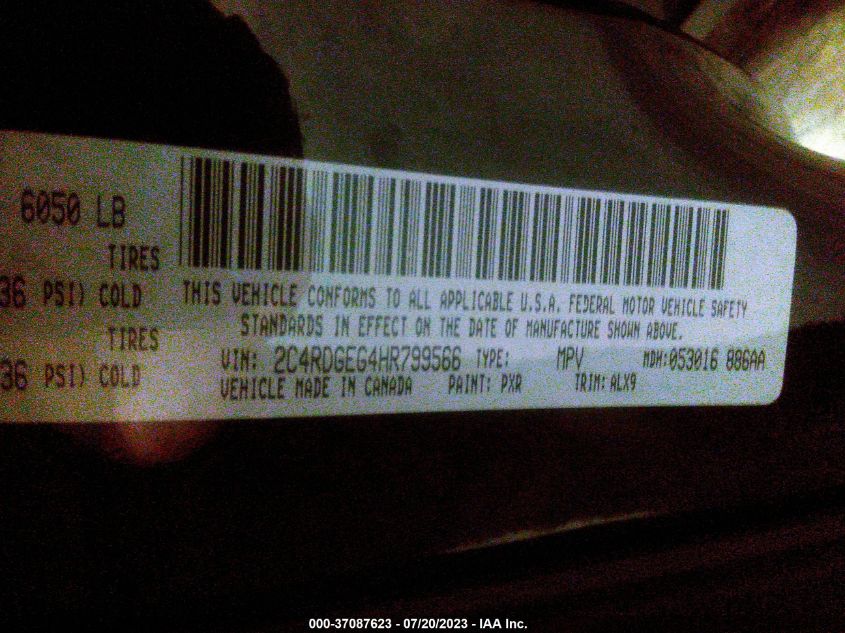 6050 LB
TIRES
36 PSI) COLD
THIS VEHICLE CONFORMS TO ALL APPLICABLE U.S.A. FEDERAL MOTOR VEHICLE SAFETY
STANDARDS IN EFFECT ON THE DATE OF MANUFACTURE SHOWN ABOVE.
TIRES
VIN: 2C4RDGEG4HR799566 TYPE: MPV MDH:053016 886AA
36 PSI) COLD
VEHICLE MADE IN CANADA PAINT: PXR TRIM: ALX9
000-37087623 - 07/20/2023 - IAA Inc.